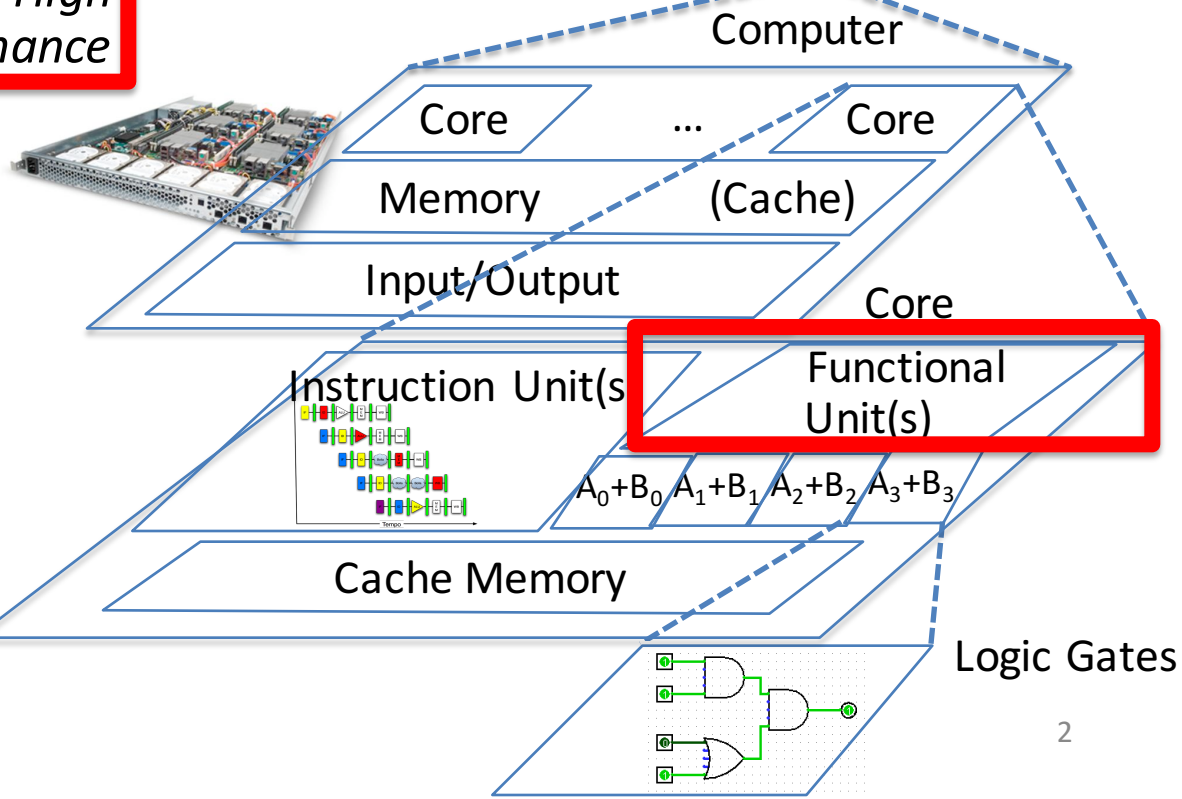 High
mance
Computer
Core ... Core
Memory (Cache)
Input/Output
Core
Instruction Unit(s
Functional
Unit(s)
A₀+B₀ A₁+B₁ A₂+B₂ A₃+B₃
Tempo
Cache Memory
Logic Gates
2